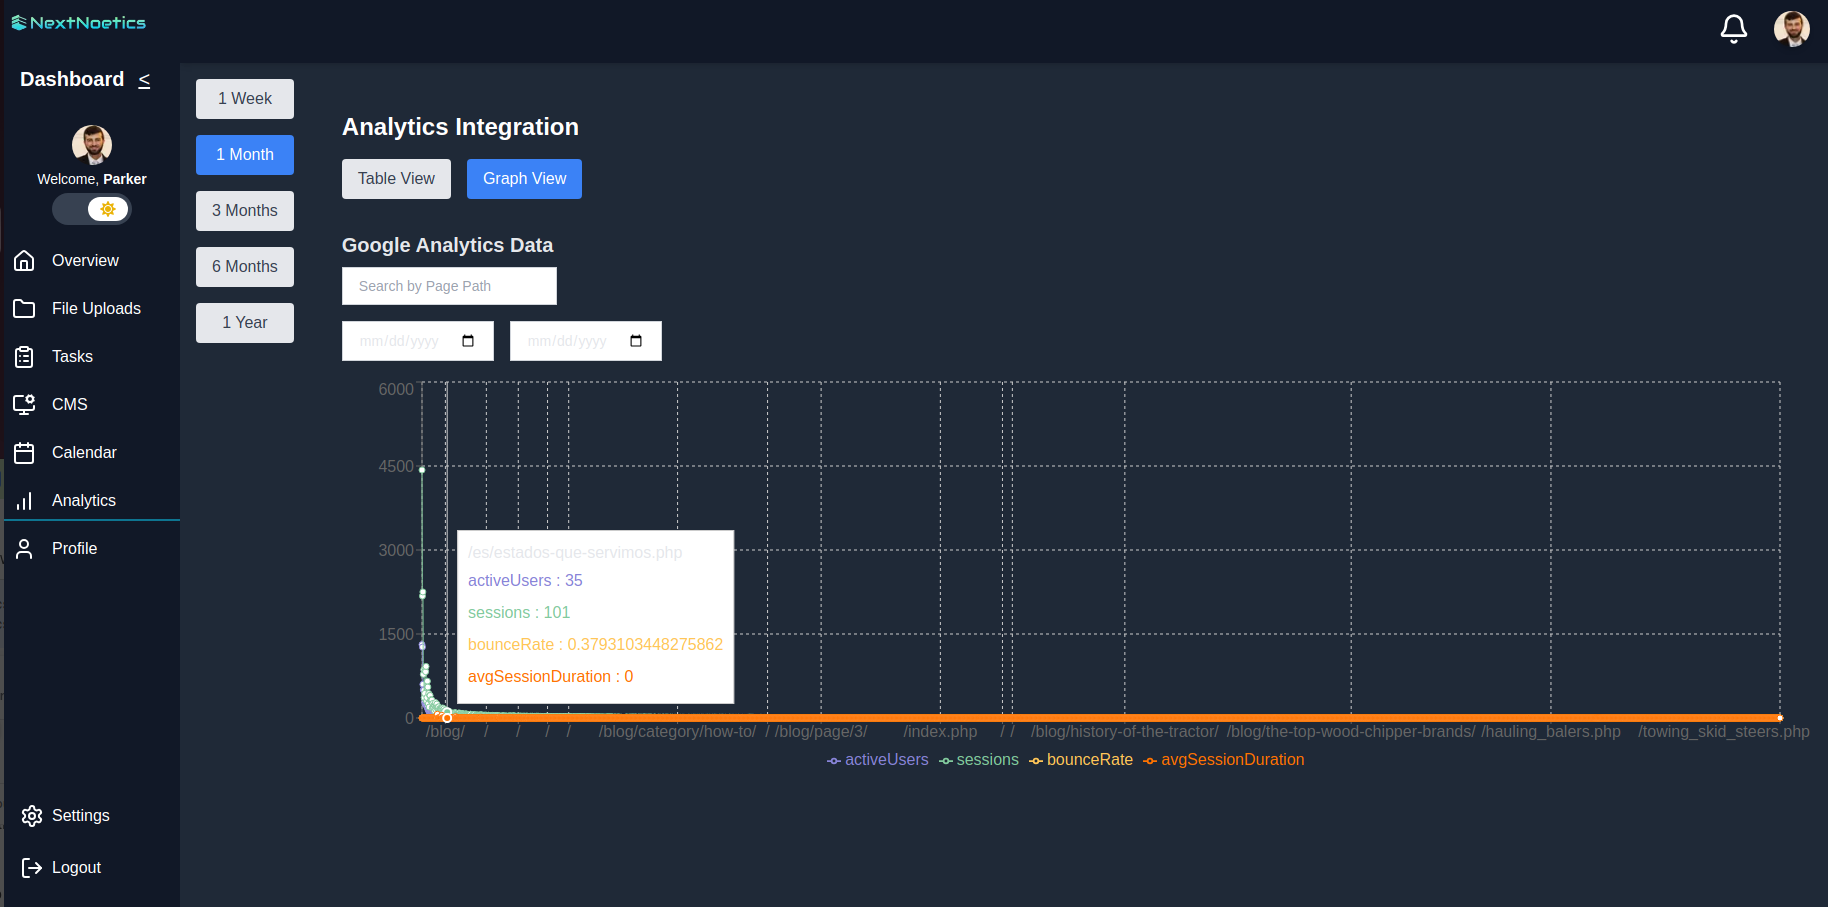 NextNoetics
Dashboard <
Welcome, Parker
Overview
File Uploads
Tasks
CMS
Calendar
Analytics
Profile
Settings
Logout
1 Week
1 Month
3 Months
6 Months
1 Year
Analytics Integration
Table View Graph View
Google Analytics Data
Search by Page Path
mm/dd/yyyy mm/dd/yyyy
6000
4500
3000
1500
0
/es/estados-que-servimos.php
activeUsers : 35
sessions : 101
bounceRate : 0.3793103448275862
avgSessionDuration : 0
/blog/ / / / / /blog/category/how-to/ / /blog/page/3/ /index.php / / /blog/history-of-the-tractor/ /blog/the-top-wood-chipper-brands/ /hauling_balers.php /towing_skid_steers.php
activeUsers sessions bounceRate avgSessionDuration